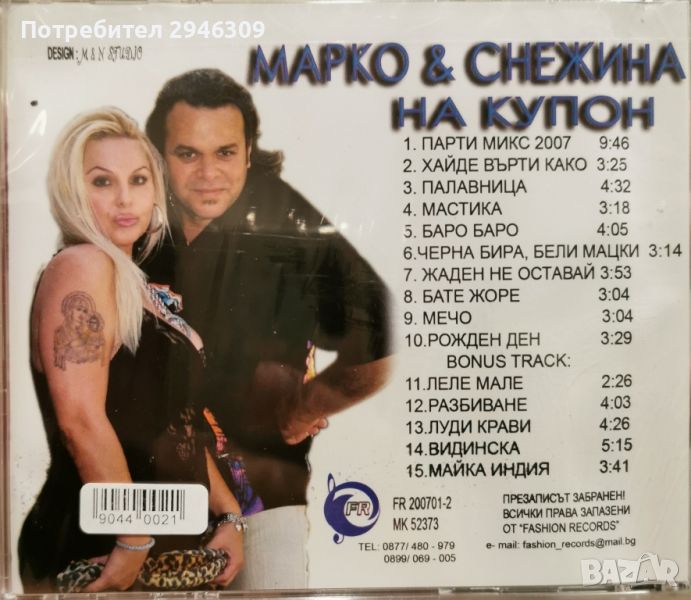 Потребител 2946309
DESIGN : M & N STUDIO
МАРКО & СНЕЖИНА
НА КУПОН
1. ПАРТИ МИКС 2007 9:46
2. ХАЙДЕ ВЪРТИ КАКО 3:25
3. ПАЛАВНИЦА 4:32
4. МАСТИКА 3:18
5. БАРО БАРО 4:05
6.ЧЕРНА БИРА, БЕЛИ МАЦКИ 3:14
7. ЖАДЕН НЕ ОСТАВАЙ 3:53
8. БАТЕ ЖОРЕ 3:04
9. МЕЧО 3:04
10.РОЖДЕН ДЕН 3:29
BONUS TRACK:
11.ЛЕЛЕ МАЛЕ 2:26
12.РАЗБИВАНЕ 4:03
13.ЛУДИ КРАВИ 4:26
14.ВИДИНСКА 5:15
15.МАЙКА ИНДИЯ 3:41
9044 0021
FR
FR 200701-2
MK 52373
TEL: 0877/ 480 - 979
0899/ 069 - 005
ПРЕЗАПИСЪТ ЗАБРАНЕН!
ВСИЧКИ ПРАВА ЗАПАЗЕНИ
ОТ "FASHION RECORDS"
e- mail: fashion_records@mail.bg
BAZAR
bg